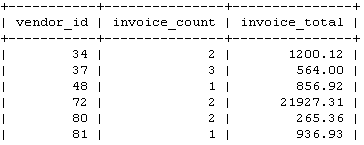 +-----------+---------------+---------------+
| vendor_id | invoice_count | invoice_total |
+-----------+---------------+---------------+
|        34 |             2 |       1200.12 |
|        37 |             3 |        564.00 |
|        48 |             1 |        856.92 |
|        72 |             2 |      21927.31 |
|        80 |             2 |        265.36 |
|        81 |             1 |        936.93 |